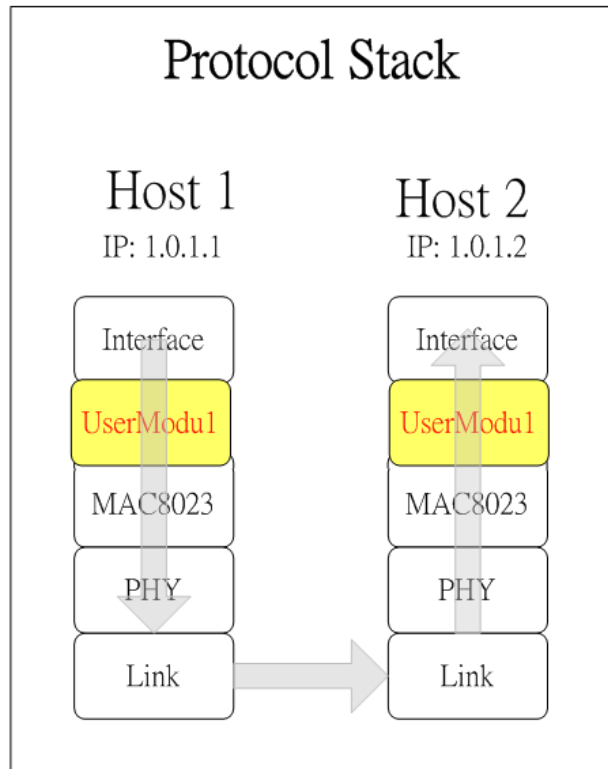 Protocol Stack
Host 1
IP: 1.0.1.1
Interface
UserModu1
MAC8023
PHY
Link
Host 2
IP: 1.0.1.2
Interface
UserModu1
MAC8023
PHY
Link